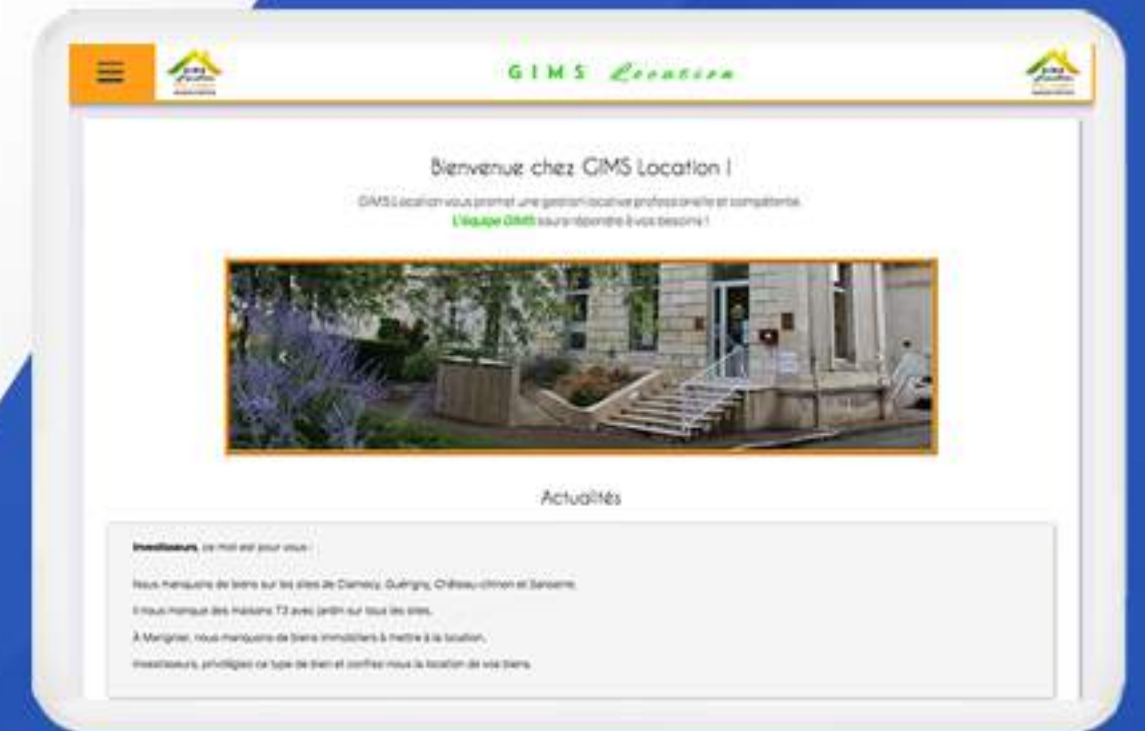 GIMS Location
Bienvenue chez GIMS Location !
GIMS Location vous promet une gestion locative professionnelle et compétente.
L'équipe GIMS saura répondre à vos besoins !
Actualités
Investisseurs, ce mot est pour vous :
Nous manquons de biens sur les sites de Clamecy, Guérigny, Château-chinon et Sancerre.
Il nous manque des maisons T3 avec jardin sur tous les sites.
À Marignier, nous manquons de biens immobiliers à mettre à la location.
Investisseurs, privilégiez ce type de bien et confiez nous la location de vos biens.